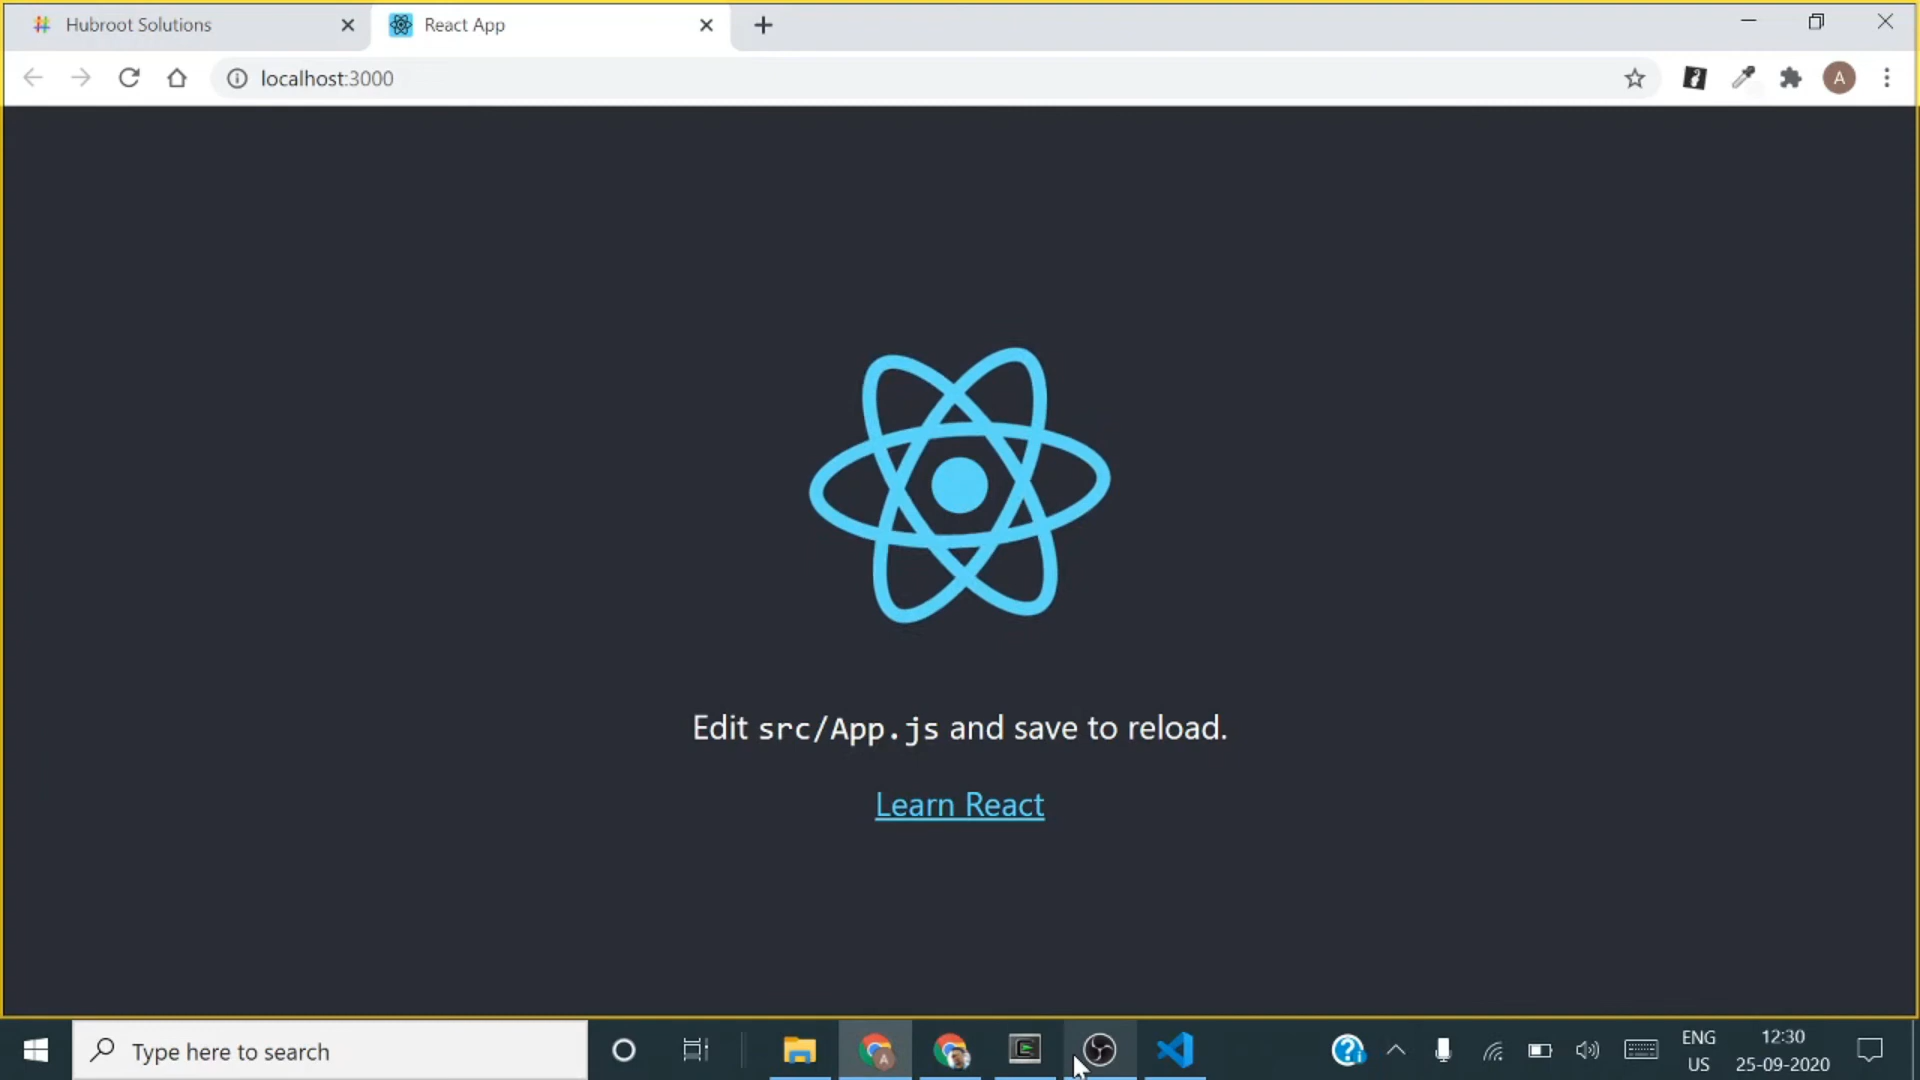 Hubroot Solutions
React App
localhost:3000
A
Edit src/App.js and save to reload.
Learn React
Type here to search
A
ENG
US
12:30
25-09-2020